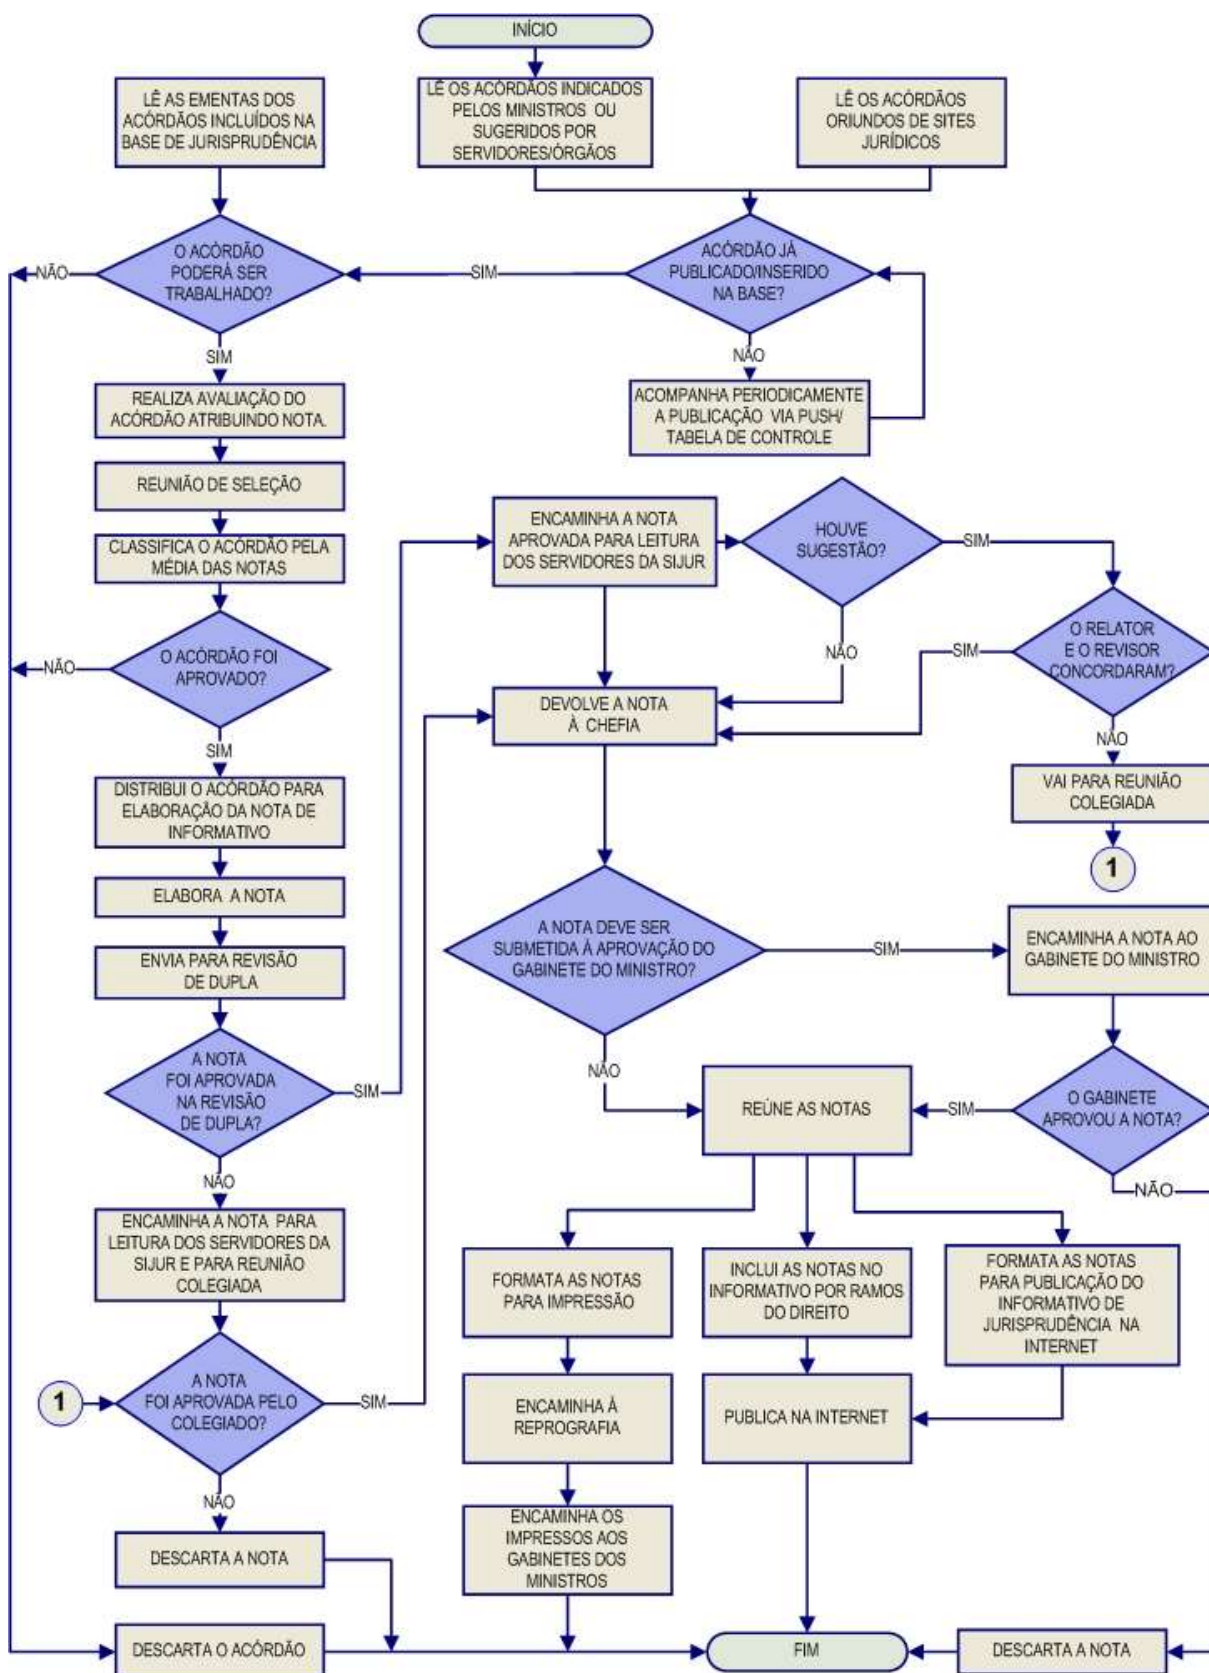 INÍCIO
LÊ AS EMENTAS DOS
ACÓRDÃOS INCLUÍDOS NA
BASE DE JURISPRUDÊNCIA
LÊ OS ACÓRDÃOS INDICADOS
PELOS MINISTROS OU
SUGERIDOS POR
SERVIDORES/ÓRGÃOS
LÊ OS ACÓRDÃOS
ORIUNDOS DE SITES
JURÍDICOS
O ACÓRDÃO
PODERÁ SER
TRABALHADO?
NÃO
SIM
ACÓRDÃO JÁ
PUBLICADO/INSERIDO
NA BASE?
SIM
NÃO
REALIZA AVALIAÇÃO DO
ACÓRDÃO ATRIBUINDO NOTA.
ACOMPANHA PERIODICAMENTE
A PUBLICAÇÃO VIA PUSH/
TABELA DE CONTROLE
REUNIÃO DE SELEÇÃO
CLASSIFICA O ACÓRDÃO PELA
MÉDIA DAS NOTAS
ENCAMINHA A NOTA
APROVADA PARA LEITURA
DOS SERVIDORES DA SIJUR
HOUVE
SUGESTÃO?
SIM
NÃO
O ACÓRDÃO FOI
APROVADO?
NÃO
SIM
O RELATOR
E O REVISOR
CONCORDARAM?
SIM
NÃO
DEVOLVE A NOTA
À CHEFIA
DISTRIBUI O ACÓRDÃO PARA
ELABORAÇÃO DA NOTA DE
INFORMATIVO
VAI PARA REUNIÃO
COLEGIADA
1
ELABORA A NOTA
ENVIA PARA REVISÃO
DE DUPLA
A NOTA DEVE SER
SUBMETIDA À APROVAÇÃO DO
GABINETE DO MINISTRO?
SIM
NÃO
ENCAMINHA A NOTA AO
GABINETE DO MINISTRO
A NOTA
FOI APROVADA
NA REVISÃO
DE DUPLA?
SIM
NÃO
REÚNE AS NOTAS
SIM
O GABINETE
APROVOU A NOTA?
NÃO
ENCAMINHA A NOTA PARA
LEITURA DOS SERVIDORES DA
SIJUR E PARA REUNIÃO
COLEGIADA
FORMATA AS NOTAS
PARA IMPRESSÃO
INCLUI AS NOTAS NO
INFORMATIVO POR RAMOS
DO DIREITO
FORMATA AS NOTAS
PARA PUBLICAÇÃO DO
INFORMATIVO DE
JURISPRUDÊNCIA NA
INTERNET
1
A NOTA
FOI APROVADA PELO
COLEGIADO?
SIM
NÃO
ENCAMINHA À
REPROGRAFIA
PUBLICA NA INTERNET
DESCARTA A NOTA
ENCAMINHA OS
IMPRESSOS AOS
GABINETES DOS
MINISTROS
DESCARTA O ACÓRDÃO
FIM
DESCARTA A NOTA